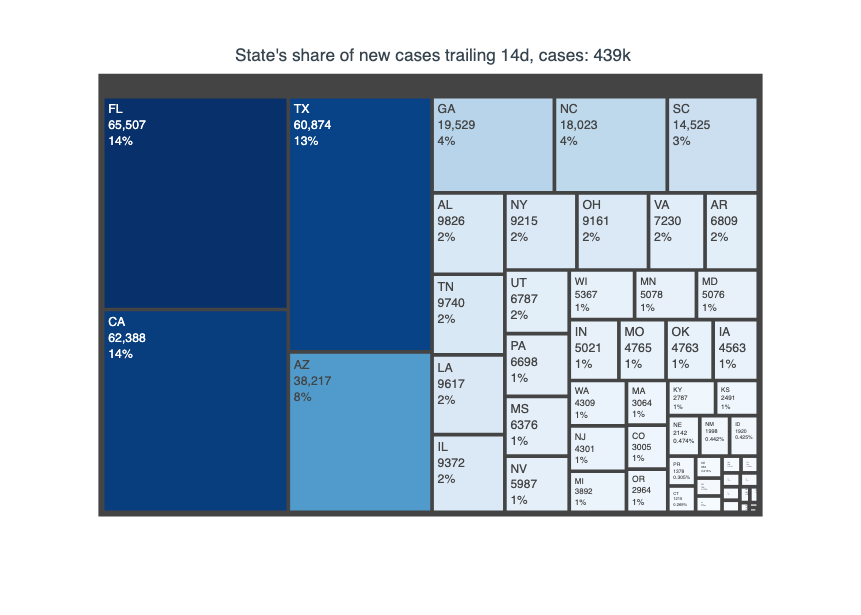 State's share of new cases trailing 14d, cases: 439k
FL
65,507
14%
CA
62,388
14%
TX
60,874
13%
AZ
38,217
8%
GA
19,529
4%
NC
18,023
4%
SC
14,525
3%
AL
9826
2%
TN
9740
2%
LA
9617
2%
IL
9372
2%
NY
9215
2%
OH
9161
2%
VA
7230
2%
AR
6809
2%
UT
6787
2%
PA
6698
1%
MS
6376
1%
NV
5987
1%
WI
5367
1%
MN
5078
1%
MD
5076
1%
IN
5021
1%
MO
4765
1%
OK
4763
1%
IA
4563
1%
WA
4309
1%
NJ
4301
1%
MI
3892
1%
MA
3064
1%
CO
3005
1%
OR
2964
1%
KY
2787
1%
KS
2491
1%
NE
2142
0.474%
NM
1998
0.442%
ID
1920
0.425%
PR
1378
0.305%
CT